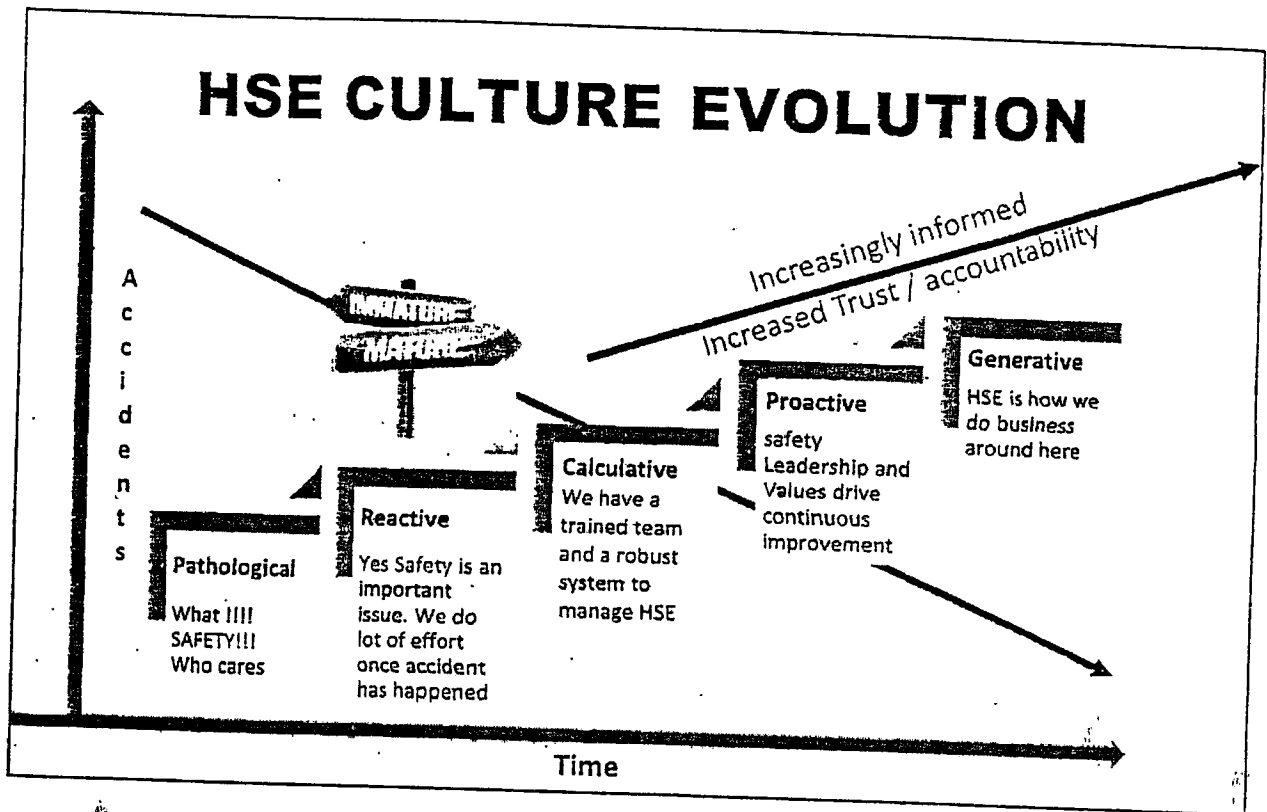 HSE CULTURE EVOLUTION
Increasingly informed
Increased Trust / accountability
Accidents
IMMATURE
MATURE
Pathological
What !!!!
SAFETY!!!
Who cares
Reactive
Yes Safety is an
important
issue. We do
lot of effort
once accident
has happened
Calculative
We have a
trained team
and a robust
system to
manage HSE
Proactive
safety
Leadership and
Values drive
continuous
improvement
Generative
HSE is how we
do business
around here
Time